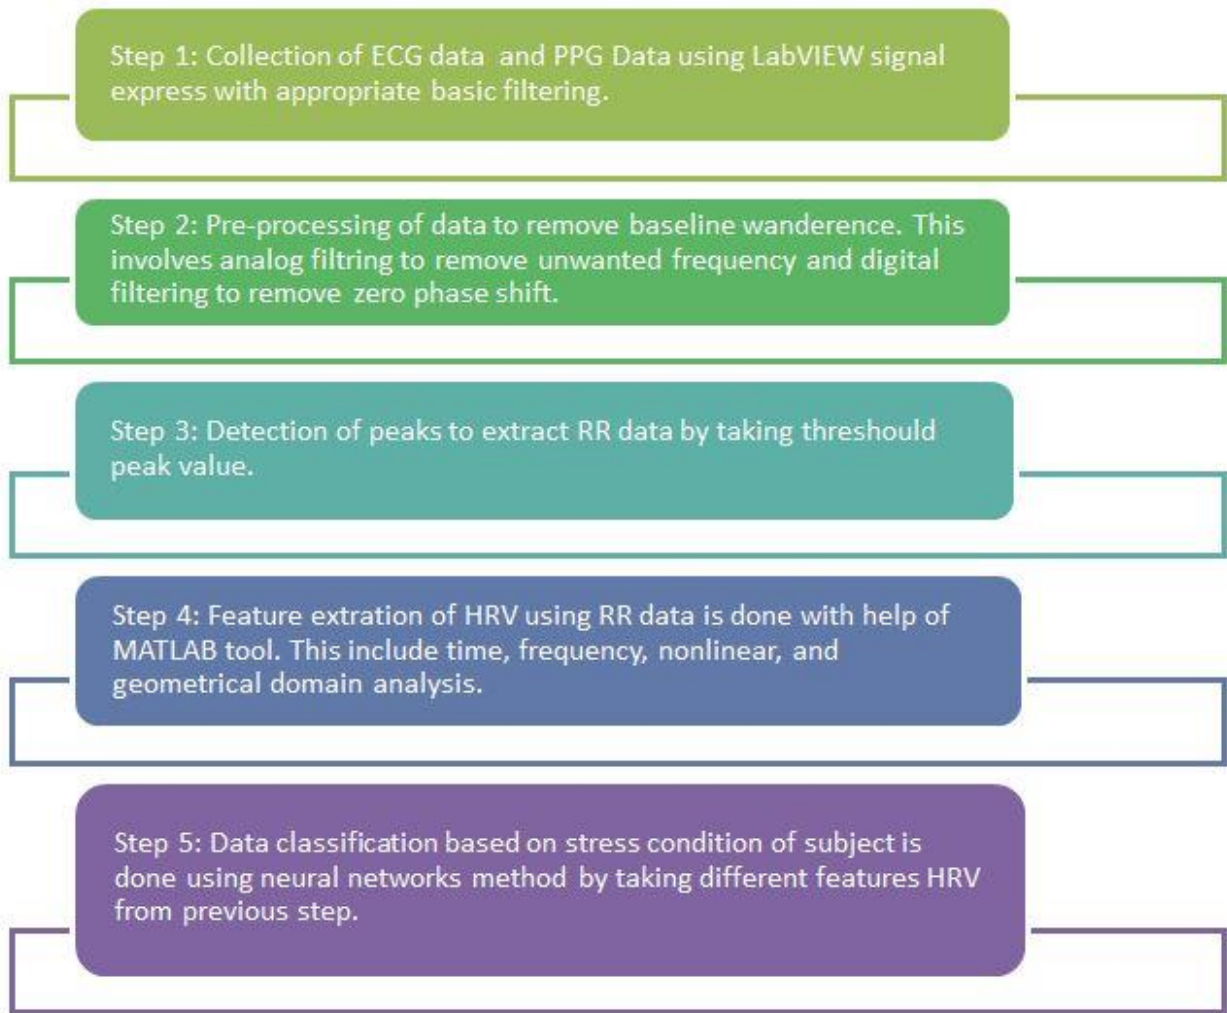 Step 1: Collection of ECG data and PPG Data using LabVIEW signal
express with appropriate basic filtering.
Step 2: Pre-processing of data to remove baseline wanderence. This
involves analog filtring to remove unwanted frequency and digital
filtering to remove zero phase shift.
Step 3: Detection of peaks to extract RR data by taking threshould
peak value.
Step 4: Feature extration of HRV using RR data is done with help of
MATLAB tool. This include time, frequency, nonlinear, and
geometrical domain analysis.
Step 5: Data classification based on stress condition of subject is
done using neural networks method by taking different features HRV
from previous step.